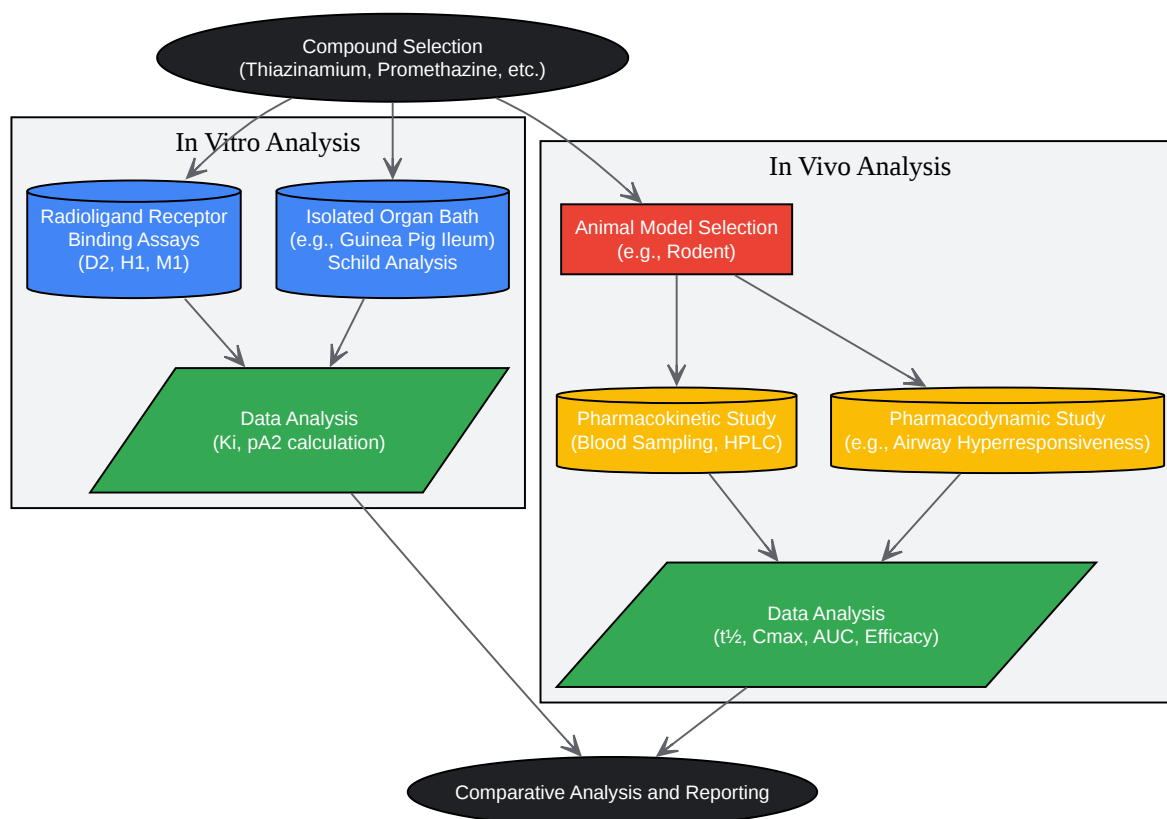 Compound Selection
(Thiazinamium, Promethazine, etc.)
In Vitro Analysis
Radioligand Receptor
Binding Assays
(D2, H1, M1)
Isolated Organ Bath
(e.g., Guinea Pig Ileum)
Schild Analysis
Data Analysis
(Ki, pA2 calculation)
In Vivo Analysis
Animal Model Selection
(e.g., Rodent)
Pharmacokinetic Study
(Blood Sampling, HPLC)
Pharmacodynamic Study
(e.g., Airway Hyperresponsiveness)
Data Analysis
(t½, Cmax, AUC, Efficacy)
Comparative Analysis and Reporting